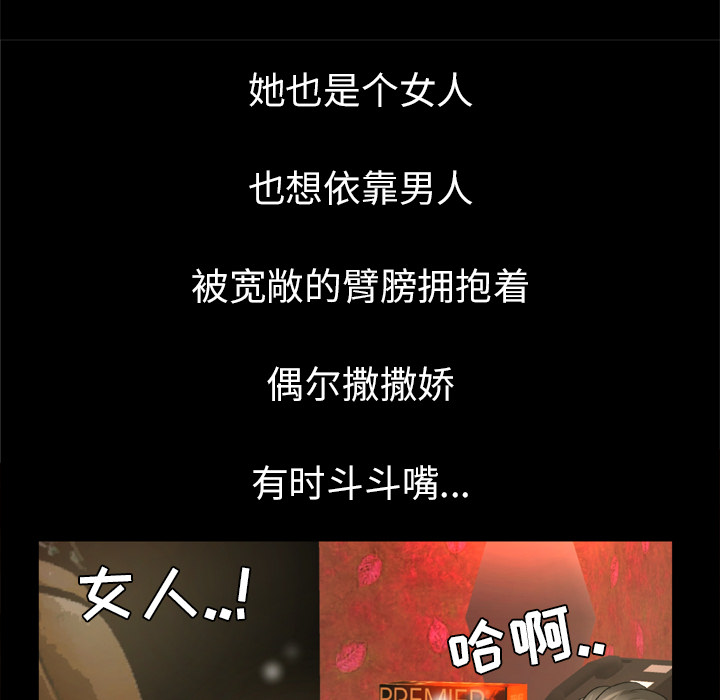 她也是个女人
也想依靠男人
被宽敞的臂膀拥抱着
偶尔撒撒娇
有时斗斗嘴...
女人..!
哈啊..
PREMIER